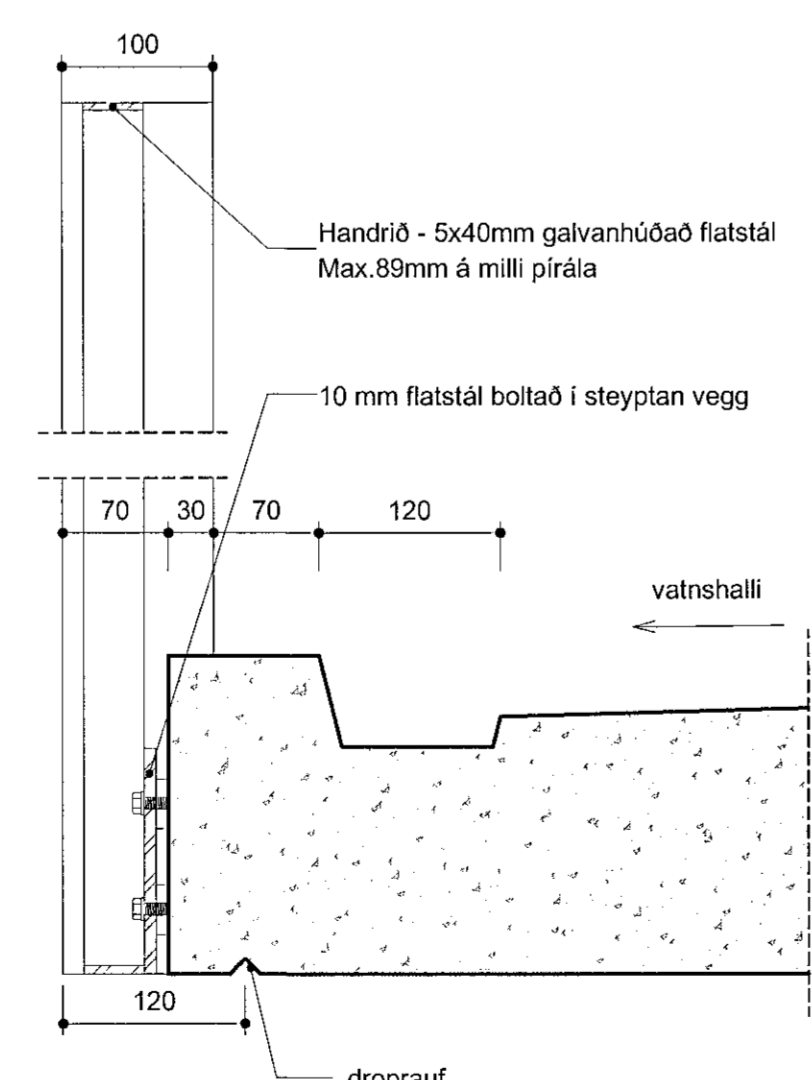 100
Handrið - 5x40mm galvanhúðað flatstál
Max.89mm á milli pírála
10 mm flatstál boltað í steyptan vegg
70 30 70 120
vatnshalli
120
droprauf